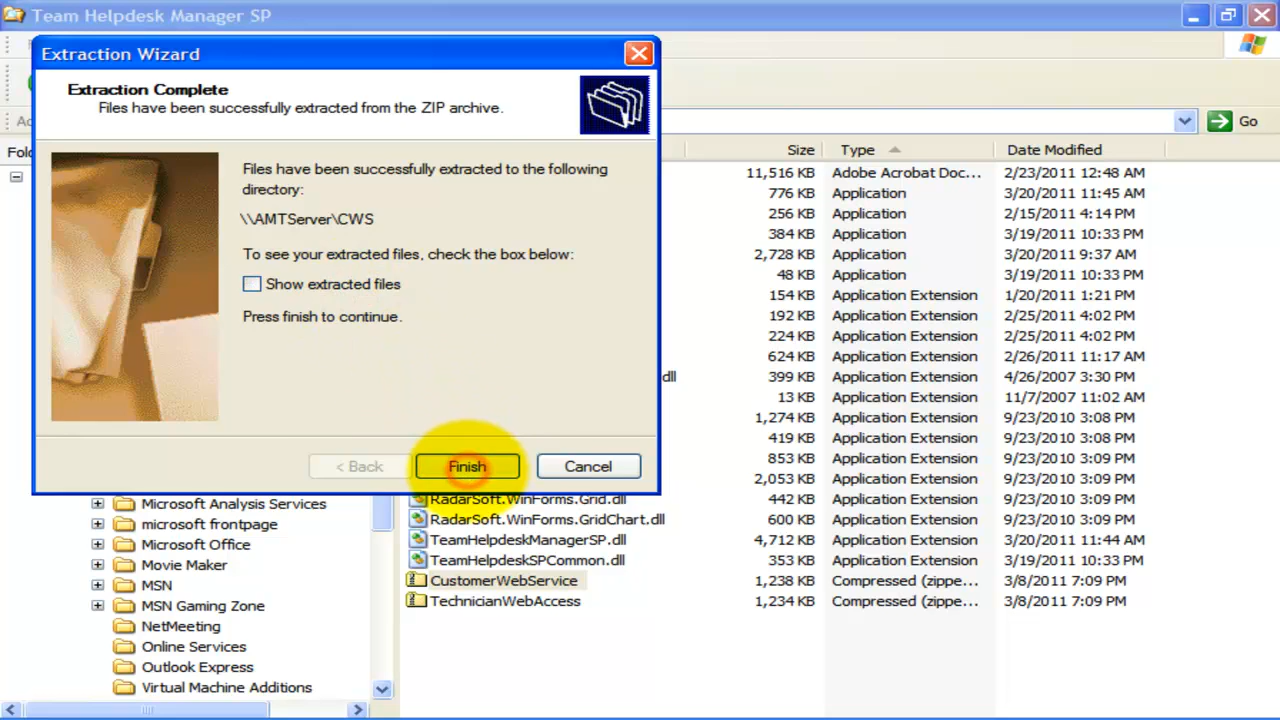 Team Helpdesk Manager SP
Extraction Wizard
Extraction Complete
Files have been successfully extracted from the ZIP archive.
Files have been successfully extracted to the following
directory:
\\AMTServer\CWS
To see your extracted files, check the box below:
Show extracted files
Press finish to continue.
< Back
Finish
Cancel
Go
Size Type Date Modified
11,516 KB Adobe Acrobat Doc... 2/23/2011 12:48 AM
776 KB Application 3/20/2011 11:45 AM
256 KB Application 2/15/2011 4:14 PM
384 KB Application 3/19/2011 10:33 PM
2,728 KB Application 3/20/2011 9:37 AM
48 KB Application 3/19/2011 10:33 PM
154 KB Application Extension 1/20/2011 1:21 PM
192 KB Application Extension 2/25/2011 4:02 PM
224 KB Application Extension 2/25/2011 4:02 PM
624 KB Application Extension 2/26/2011 11:17 AM
dll 399 KB Application Extension 4/26/2007 3:30 PM
13 KB Application Extension 11/7/2007 11:02 AM
1,274 KB Application Extension 9/23/2010 3:08 PM
419 KB Application Extension 9/23/2010 3:08 PM
853 KB Application Extension 9/23/2010 3:09 PM
2,053 KB Application Extension 9/23/2010 3:09 PM
RadarSoft.WinForms.Grid.dll 442 KB Application Extension 9/23/2010 3:09 PM
RadarSoft.WinForms.GridChart.dll 600 KB Application Extension 9/23/2010 3:09 PM
TeamHelpdeskManagerSP.dll 4,712 KB Application Extension 3/20/2011 11:44 AM
TeamHelpdeskSPCommon.dll 353 KB Application Extension 3/19/2011 10:33 PM
CustomerWebService 1,238 KB Compressed (zippe... 3/8/2011 7:09 PM
TechnicianWebAccess 1,234 KB Compressed (zippe... 3/8/2011 7:09 PM
Microsoft Analysis Services
microsoft frontpage
Microsoft Office
Movie Maker
MSN
MSN Gaming Zone
NetMeeting
Online Services
Outlook Express
Virtual Machine Additions